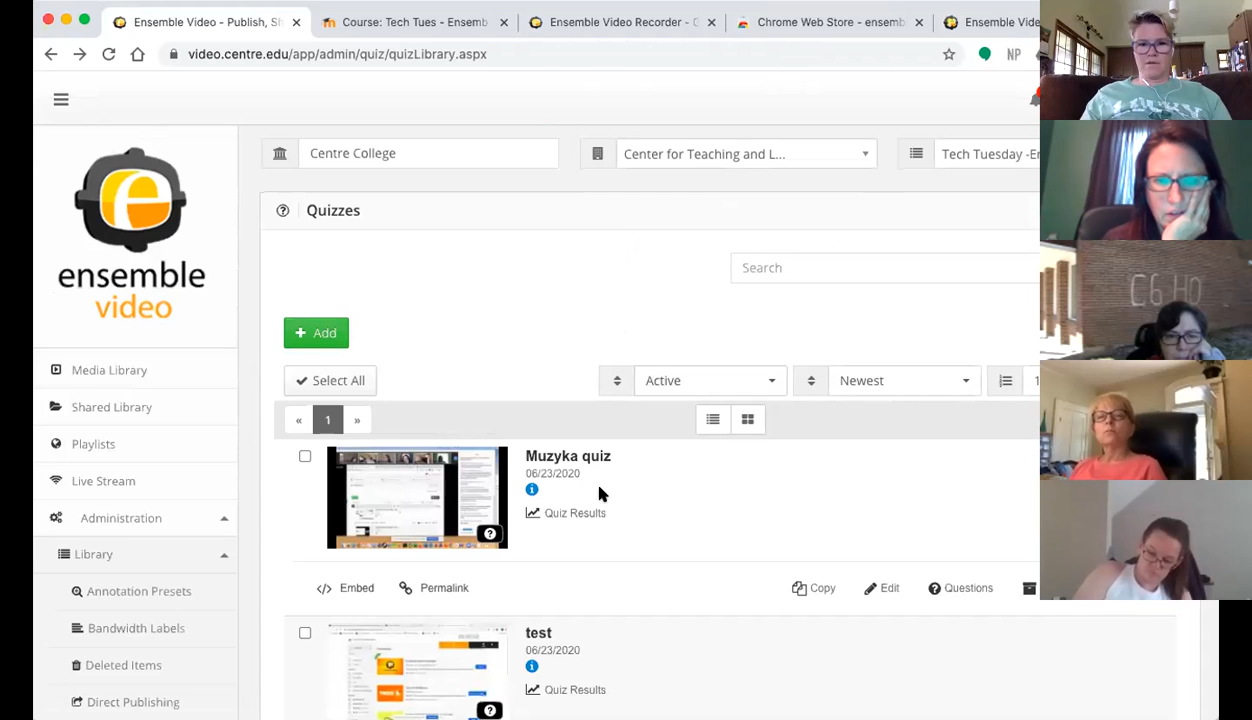 Ensemble Video - Publish, Sh
Course: Tech Tues - Ensemb
Ensemble Video Recorder - C
Chrome Web Store - ensemb
Ensemble Vide
video.centre.edu/app/admin/quiz/quizLibrary.aspx
NP
Centre College
Center for Teaching and L...
Tech Tuesday -En
Quizzes
ensemble
video
Search
+ Add
Select All
Active
Newest
1
« 1 »
Media Library
Shared Library
Playlists
Live Stream
Administration
Library
Annotation Presets
Bandwidth Labels
Deleted Items
Direct Publishing
Muzyka quiz
06/23/2020
Quiz Results
Embed
Permalink
Copy
Edit
Questions
test
06/23/2020
Quiz Results
C6 H0